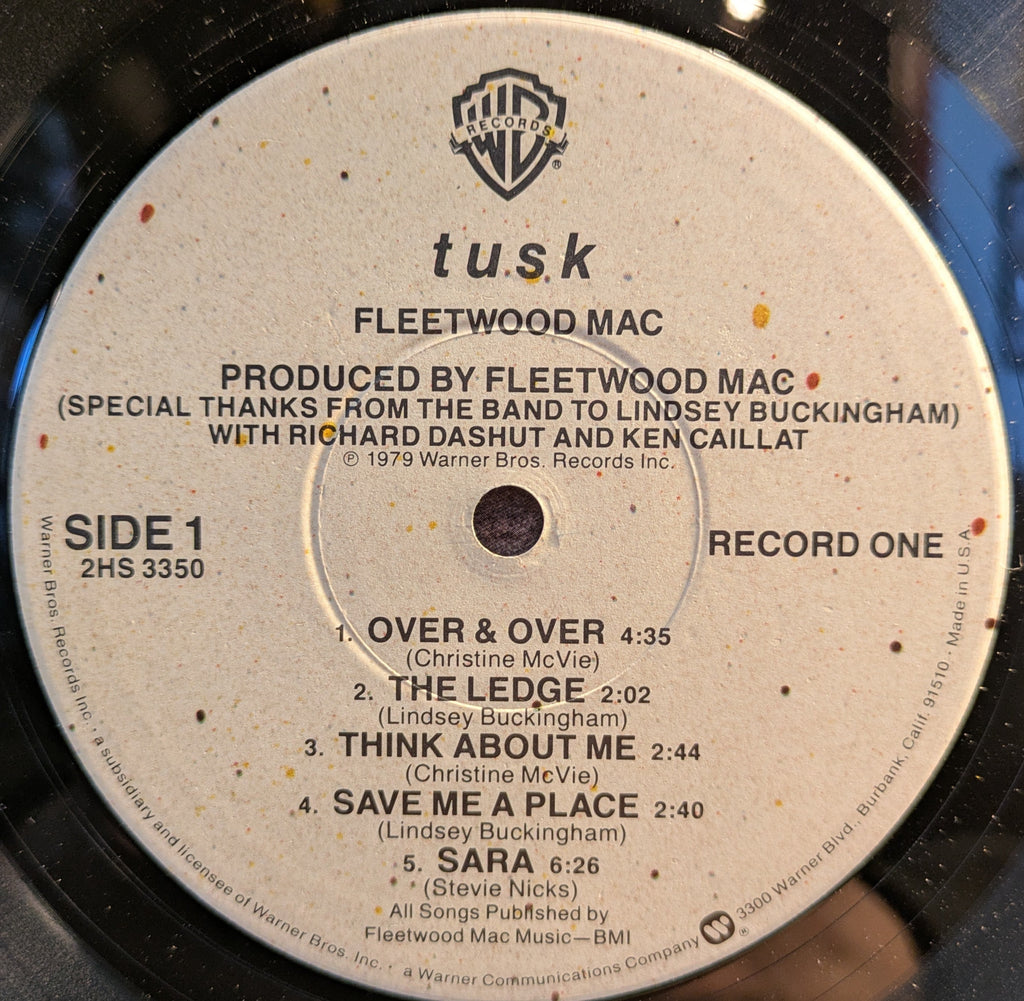 WB
RECORDS
®
tusk
FLEETWOOD MAC
PRODUCED BY FLEETWOOD MAC
(SPECIAL THANKS FROM THE BAND TO LINDSEY BUCKINGHAM)
WITH RICHARD DASHUT AND KEN CAILLAT
℗ 1979 Warner Bros. Records Inc.
SIDE 1
2HS 3350
RECORD ONE
1. OVER & OVER 4:35
(Christine McVie)
2. THE LEDGE 2:02
(Lindsey Buckingham)
3. THINK ABOUT ME 2:44
(Christine McVie)
4. SAVE ME A PLACE 2:40
(Lindsey Buckingham)
5. SARA 6:26
(Stevie Nicks)
All Songs Published by
Fleetwood Mac Music—BMI
Warner Bros. Records Inc. · a subsidiary and licensee of Warner Bros. Inc. · a Warner Communications Company ® 3300 Warner Blvd., Burbank, Calif. 91510 · Made in U.S.A.